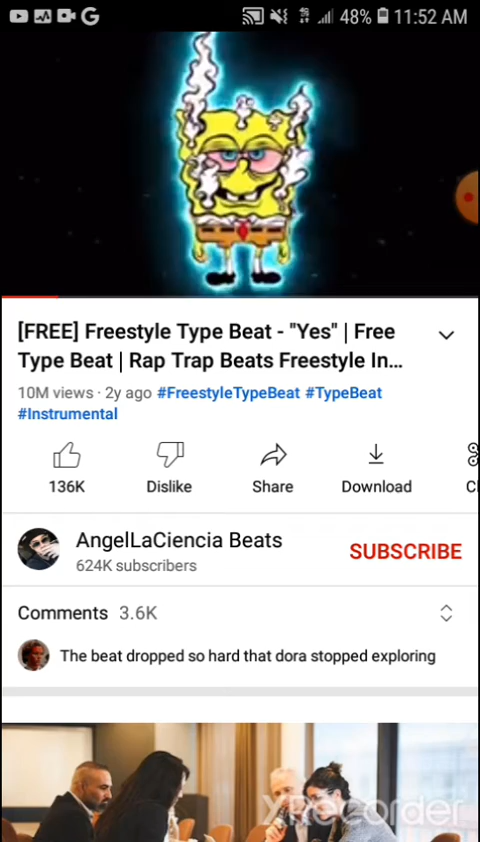 48% 11:52 AM
[FREE] Freestyle Type Beat - "Yes" | Free
Type Beat | Rap Trap Beats Freestyle In...
10M views · 2y ago #FreestyleTypeBeat #TypeBeat
#Instrumental
136K Dislike Share Download
AngelLaCiencia Beats
SUBSCRIBE
624K subscribers
Comments 3.6K
The beat dropped so hard that dora stopped exploring
XRecorder